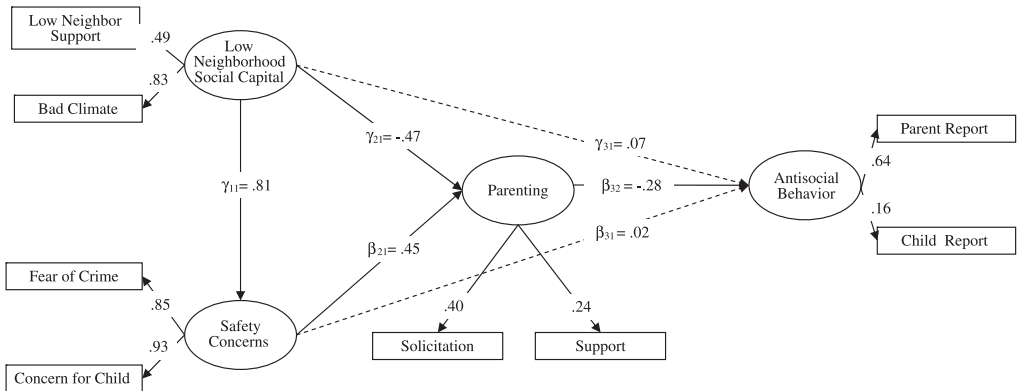 Low Neighbor
Support
.49
Low
Neighborhood
Social Capital
.83
Bad Climate
γ21= -.47
γ31= .07
Parent Report
.64
γ11= .81
Parenting
β32= -.28
Antisocial
Behavior
.16
β21= .45
β31= .02
Child Report
Fear of Crime
.85
.40
.24
Safety
Concerns
Solicitation
Support
.93
Concern for Child